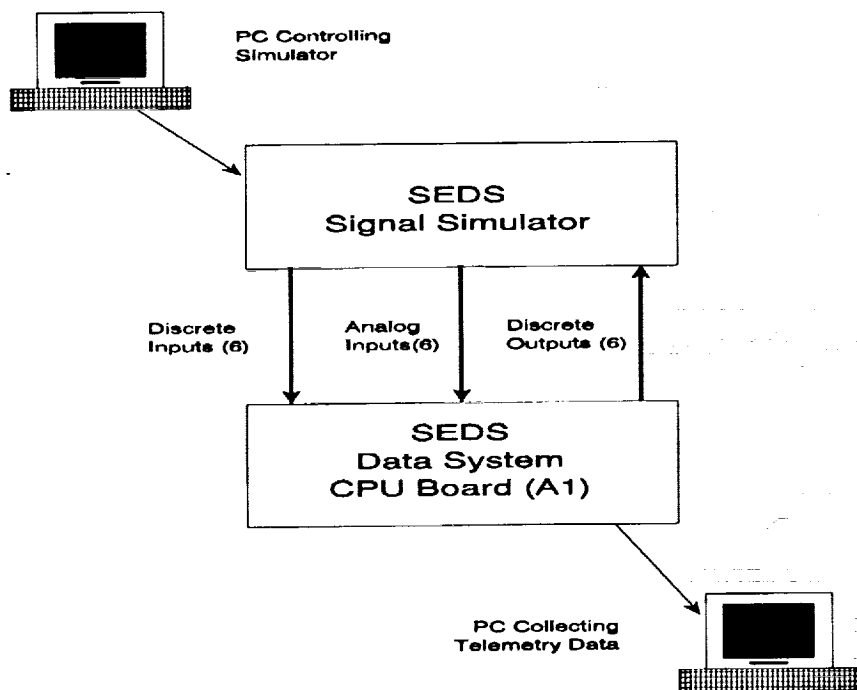 PC Controlling
Simulator
SEDS
Signal Simulator
Discrete
Inputs (6)
Analog
Inputs(6)
Discrete
Outputs (6)
SEDS
Data System
CPU Board (A1)
PC Collecting
Telemetry Data